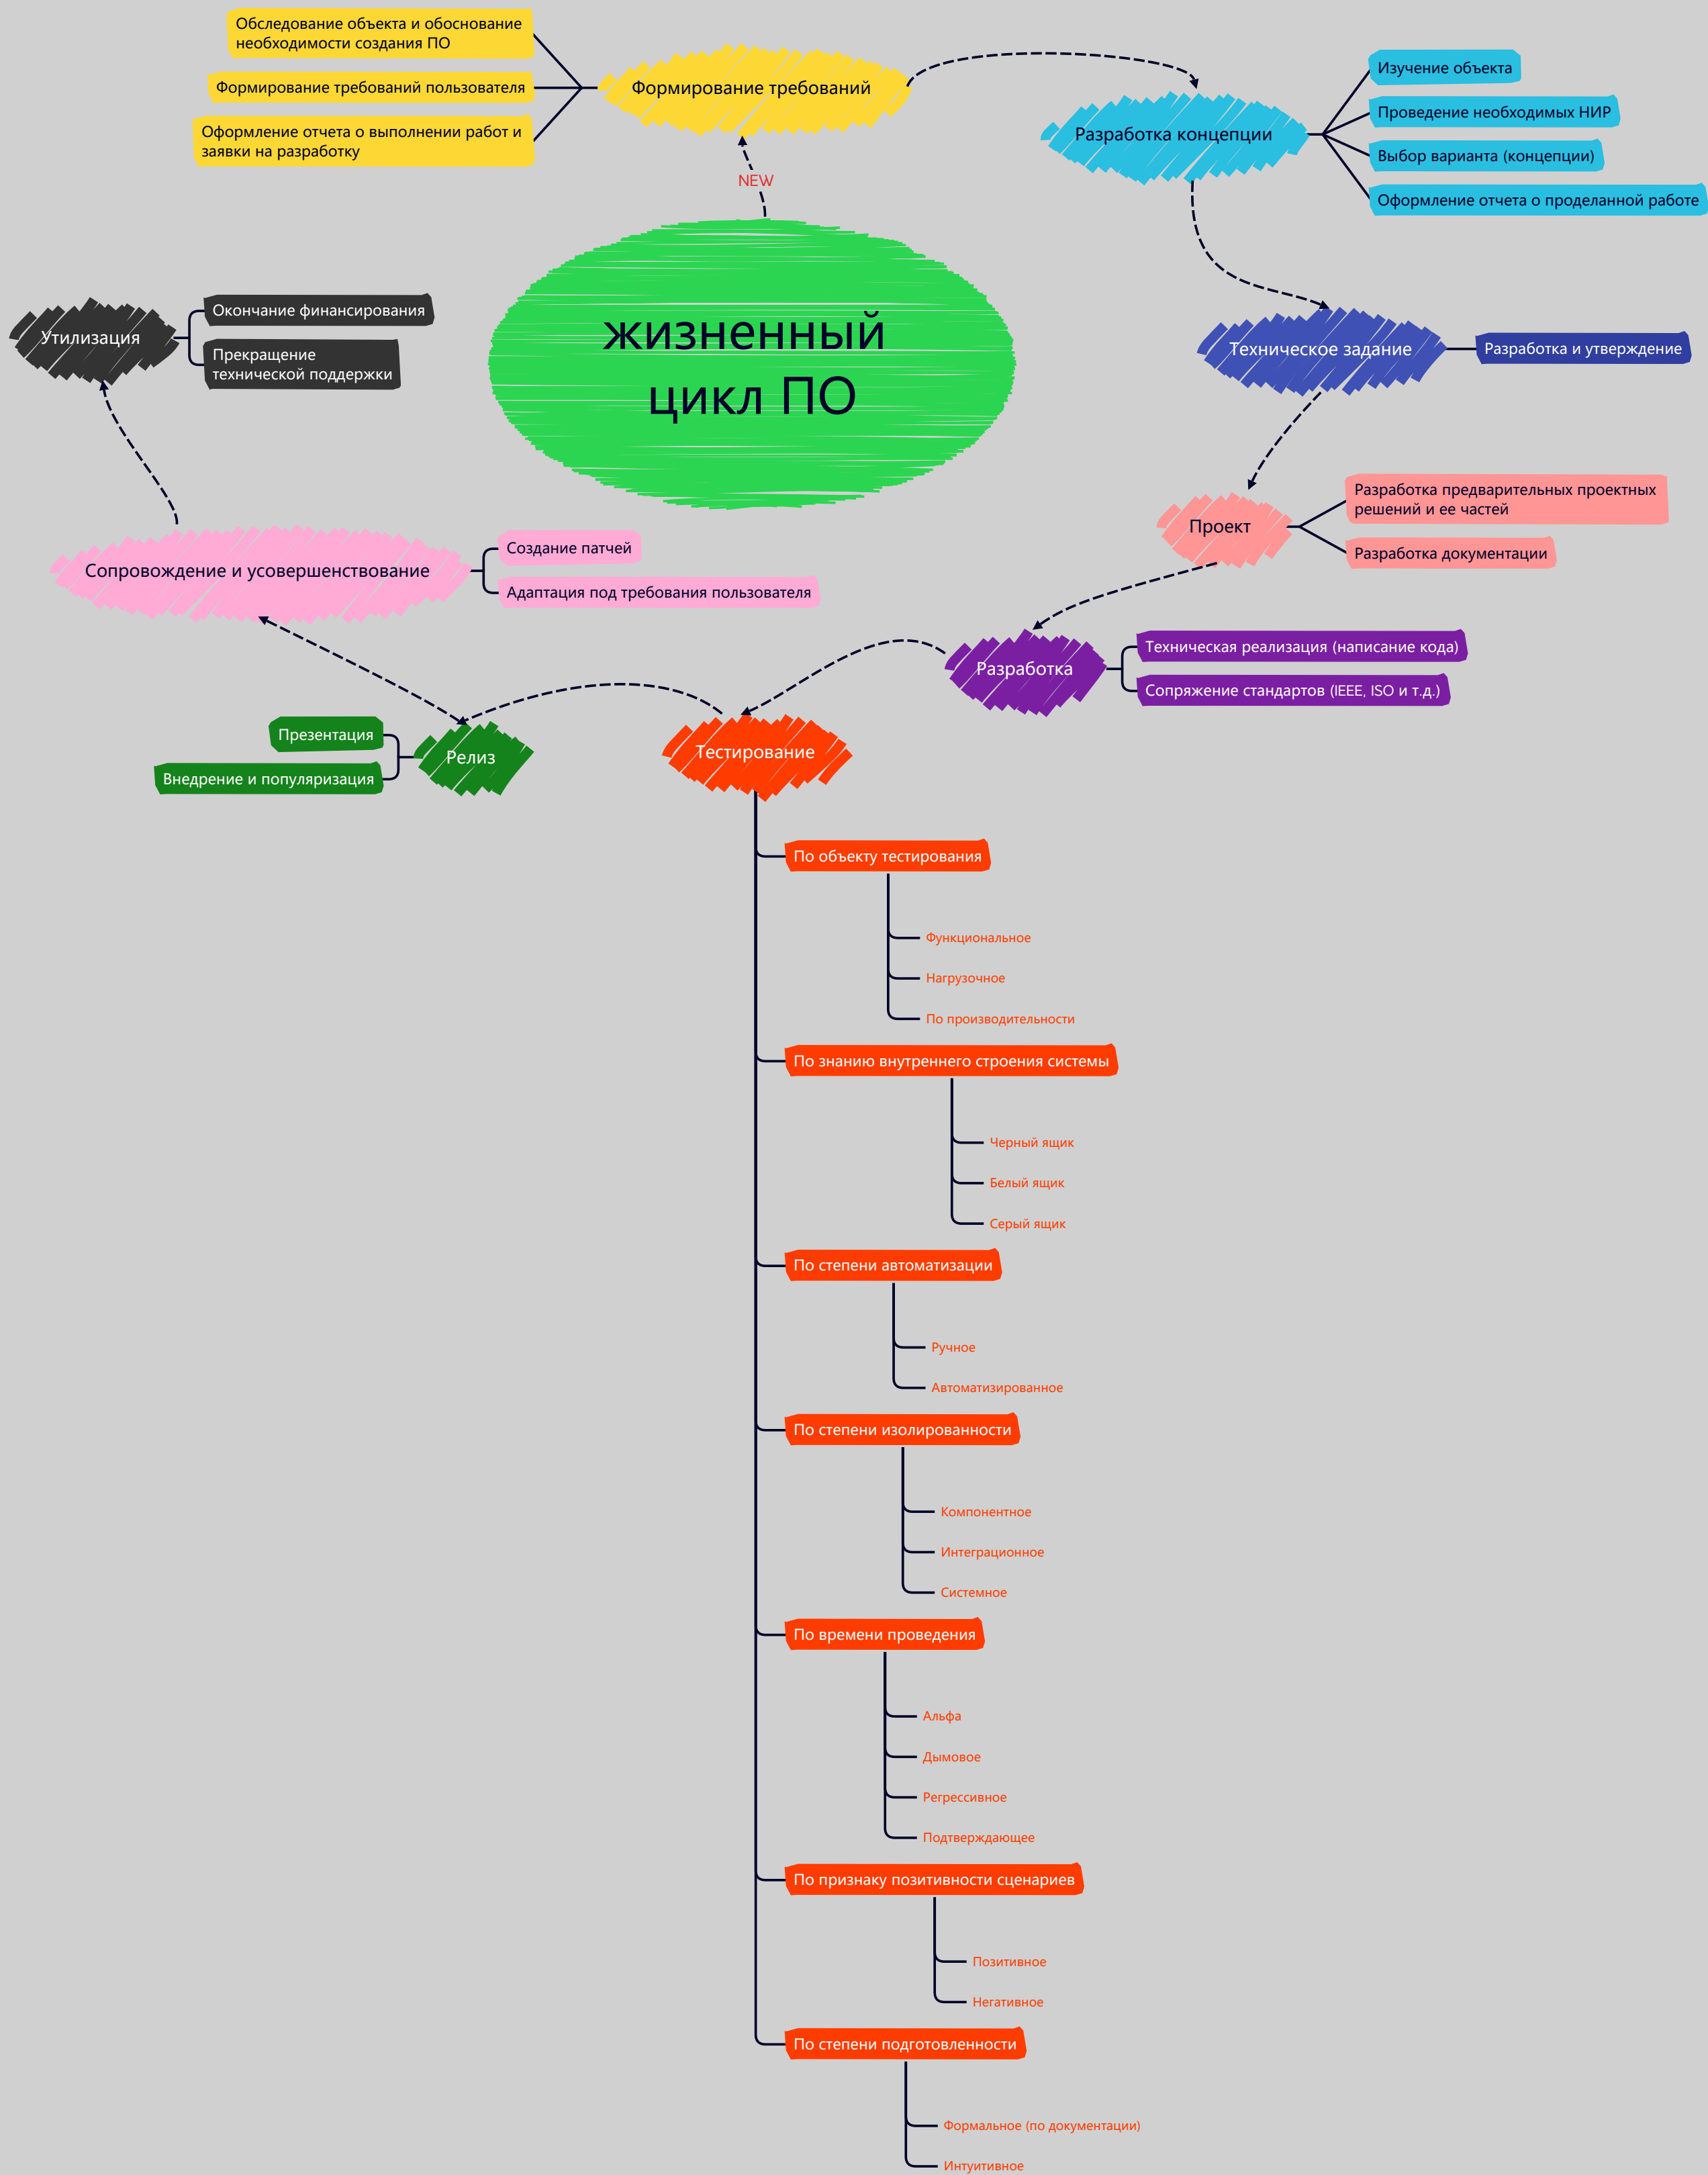 Обследование объекта и обоснование
необходимости создания ПО
Формирование требований пользователя
Оформление отчета о выполнении работ и
заявки на разработку
Формирование требований
Разработка концепции
Изучение объекта
Проведение необходимых НИР
Выбор варианта (концепции)
Оформление отчета о проделанной работе
NEW
жизненный
цикл ПО
Утилизация
Окончание финансирования
Прекращение
технической поддержки
Техническое задание
Разработка и утверждение
Проект
Разработка предварительных проектных
решений и ее частей
Разработка документации
Сопровождение и усовершенствование
Создание патчей
Адаптация под требования пользователя
Разработка
Техническая реализация (написание кода)
Сопряжение стандартов (IEEE, ISO и т.д.)
Презентация
Внедрение и популяризация
Релиз
Тестирование
По объекту тестирования
Функциональное
Нагрузочное
По производительности
По знанию внутреннего строения системы
Черный ящик
Белый ящик
Серый ящик
По степени автоматизации
Ручное
Автоматизированное
По степени изолированности
Компонентное
Интеграционное
Системное
По времени проведения
Альфа
Дымовое
Регрессивное
Подтверждающее
По признаку позитивности сценариев
Позитивное
Негативное
По степени подготовленности
Формальное (по документации)
Интуитивное